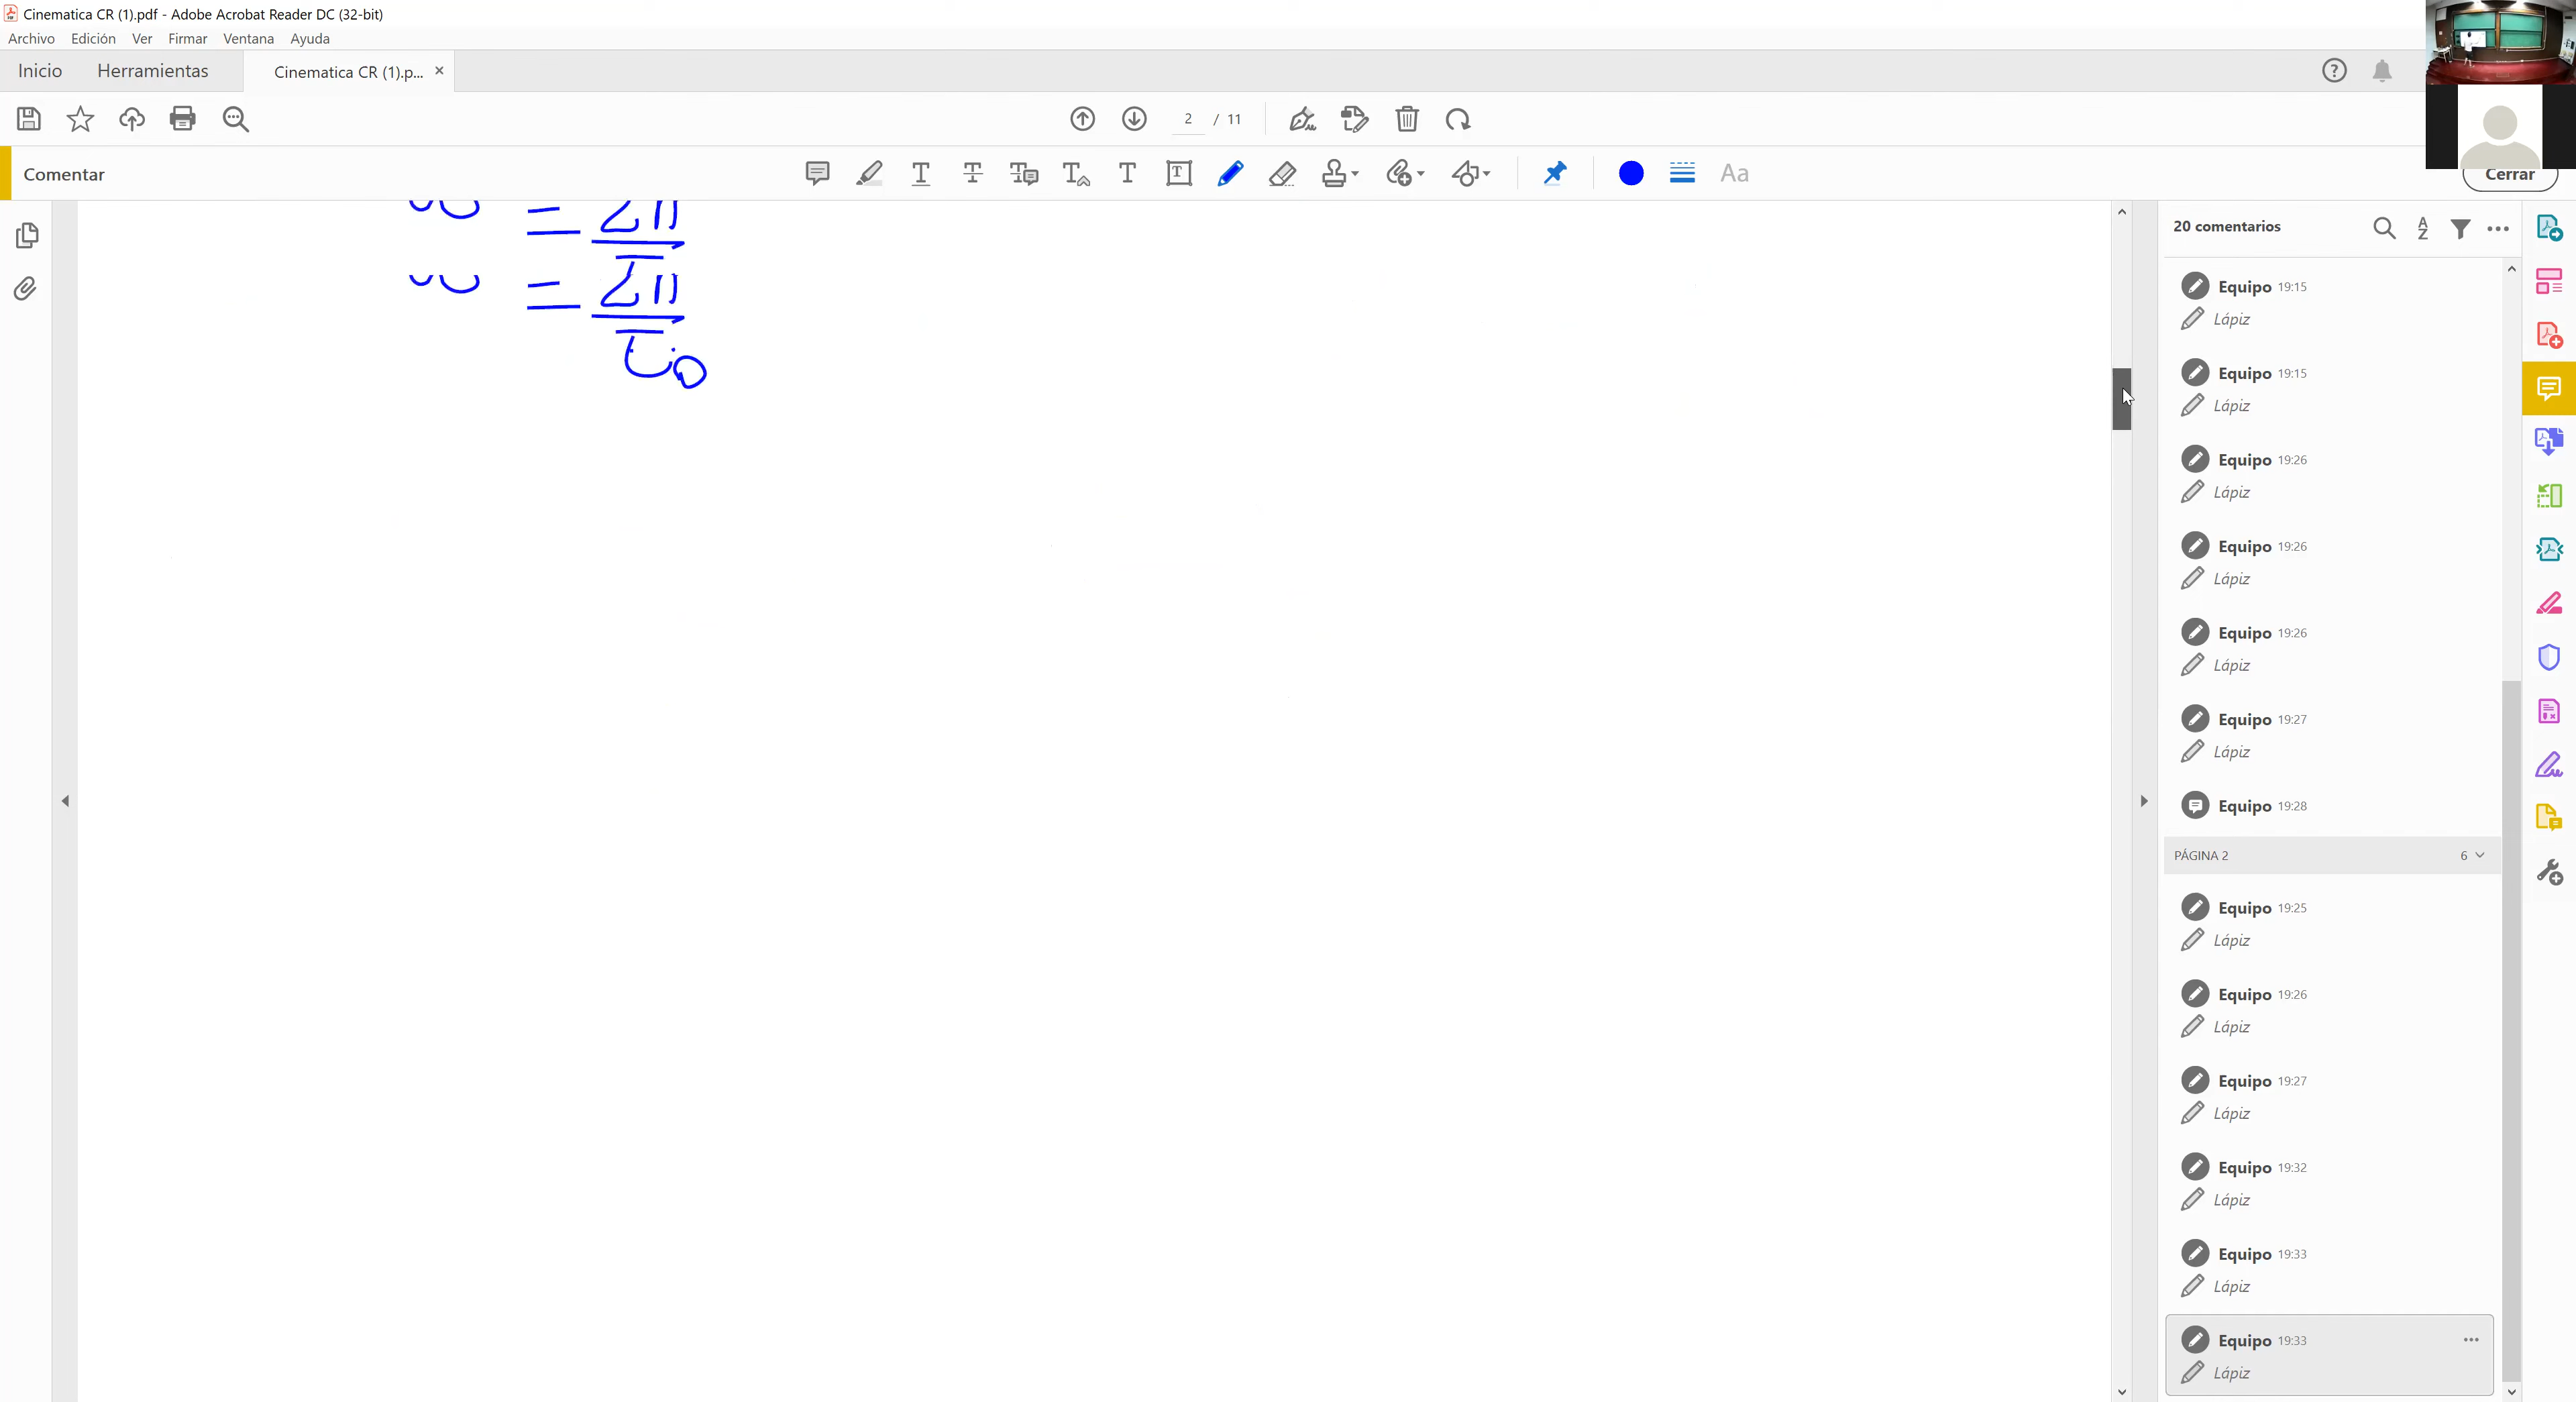 Cinematica CR (1).pdf - Adobe Acrobat Reader DC (32-bit)
Archivo Edición Ver Firmar Ventana Ayuda
Inicio Herramientas Cinematica CR (1).p... ×
2 / 11
Comentar
Aa
Cerrar
20 comentarios
= 2π
= 2π
Equipo 19:15
Lápiz
Equipo 19:15
Lápiz
Equipo 19:26
Lápiz
Equipo 19:26
Lápiz
Equipo 19:26
Lápiz
Equipo 19:27
Lápiz
Equipo 19:28
PÁGINA 2 6
Equipo 19:25
Lápiz
Equipo 19:26
Lápiz
Equipo 19:27
Lápiz
Equipo 19:32
Lápiz
Equipo 19:33
Lápiz
Equipo 19:33
Lápiz